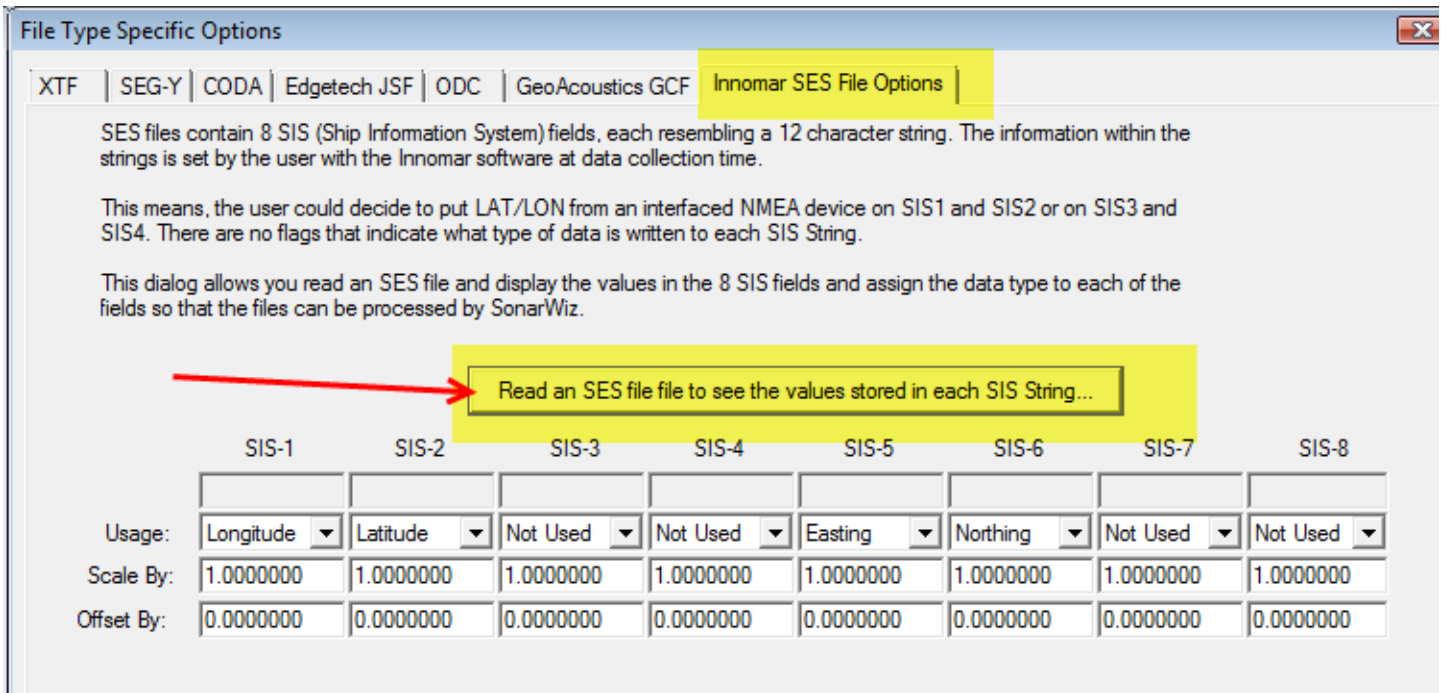 File Type Specific Options
XTF SEG-Y CODA Edgetech JSF ODC GeoAcoustics GCF Innomar SES File Options
SES files contain 8 SIS (Ship Information System) fields, each resembling a 12 character string. The information within the
strings is set by the user with the Innomar software at data collection time.
This means, the user could decide to put LAT/LON from an interfaced NMEA device on SIS1 and SIS2 or on SIS3 and
SIS4. There are no flags that indicate what type of data is written to each SIS String.
This dialog allows you read an SES file and display the values in the 8 SIS fields and assign the data type to each of the
fields so that the files can be processed by SonarWiz.
Read an SES file file to see the values stored in each SIS String...
SIS-1 SIS-2 SIS-3 SIS-4 SIS-5 SIS-6 SIS-7 SIS-8
Usage: Longitude Latitude Not Used Not Used Easting Northing Not Used Not Used
Scale By: 1.0000000 1.0000000 1.0000000 1.0000000 1.0000000 1.0000000 1.0000000 1.0000000
Offset By: 0.0000000 0.0000000 0.0000000 0.0000000 0.0000000 0.0000000 0.0000000 0.0000000